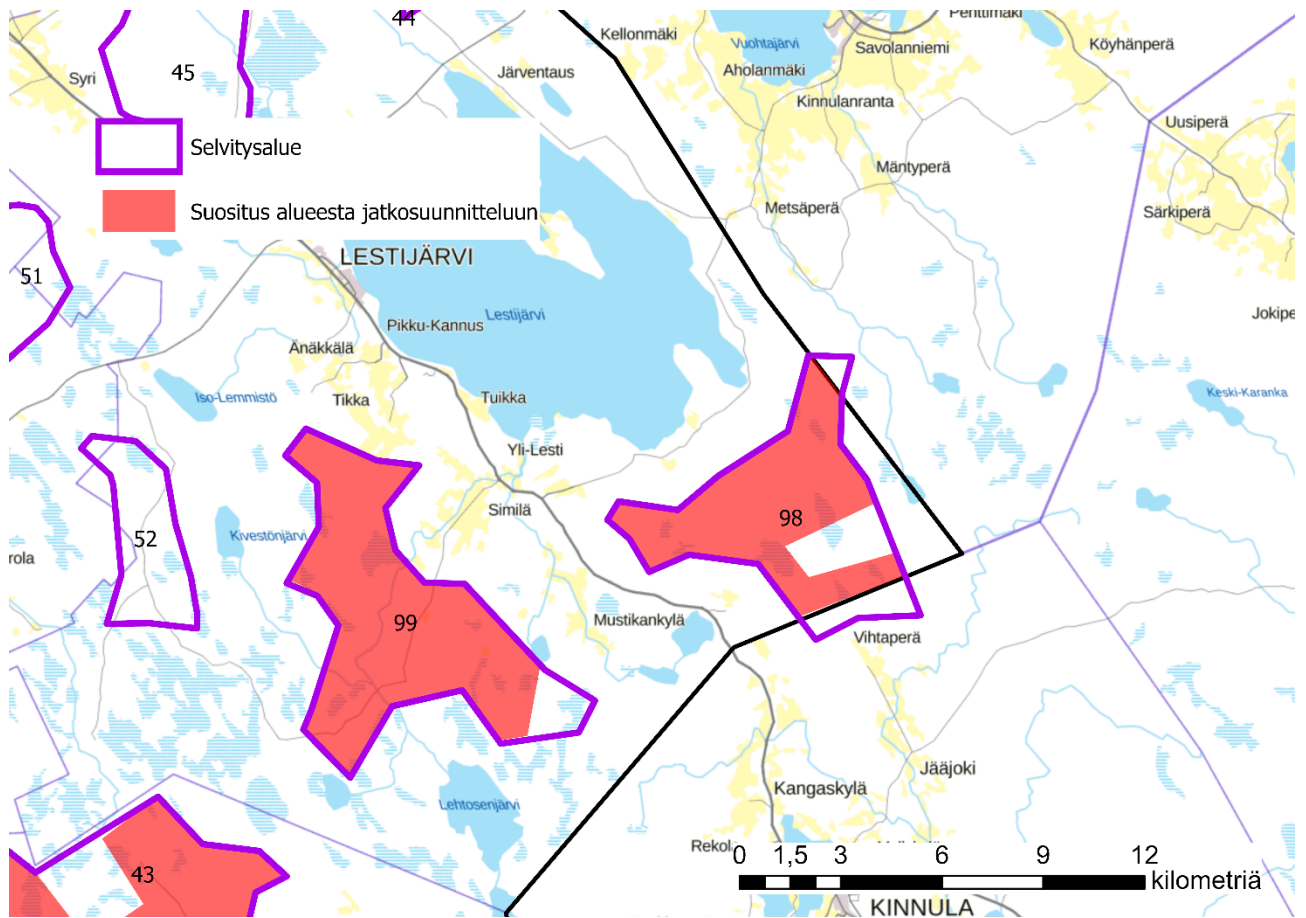 44
Kellonmäki
Penttimäki
Vuohtajärvi
Savolanniemi
Köyhänperä
Syri
45
Järventaus
Aholanmäki
Kinnulanranta
Uusiperä
Selvitysalue
Mäntyperä
Suositus alueesta jatkosuunnitteluun
Metsäperä
Särkiperä
LESTIJÄRVI
51
Lestijärvi
Jokipe
Pikku-Kannus
Änäkkälä
Iso-Lemmistö
Tikka
Tuikka
Keski-Karanka
Yli-Lesti
Similä
98
52
Kivestönjärvi
rola
99
Mustikankylä
Vihtaperä
Jääjoki
Kangaskylä
Lehtosenjärvi
Rekol
43
0 1,5 3 6 9 12
kilometriä
KINNULA